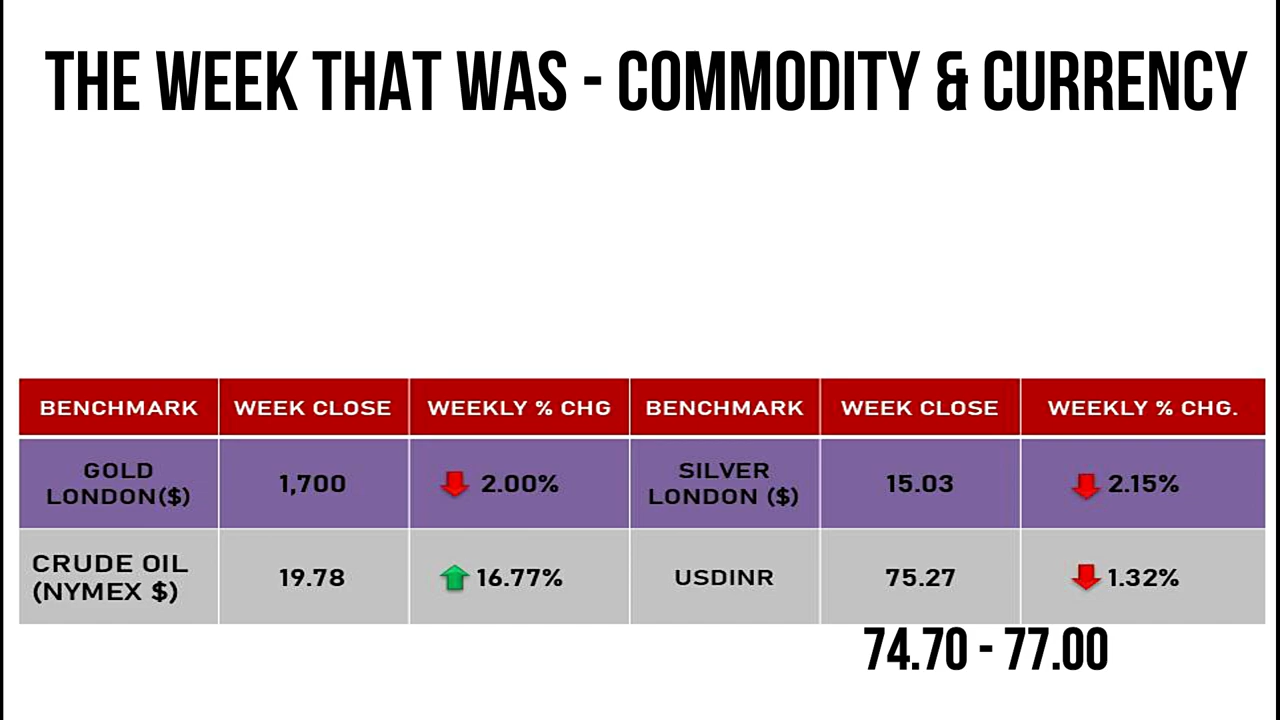 THE WEEK THAT WAS - COMMODITY & CURRENCY
BENCHMARK WEEK CLOSE WEEKLY % CHG BENCHMARK WEEK CLOSE WEEKLY % CHG.
GOLD
LONDON($) 1,700 2.00% SILVER
LONDON ($) 15.03 2.15%
CRUDE OIL
(NYMEX $) 19.78 16.77% USDINR 75.27 1.32%
74.70 - 77.00